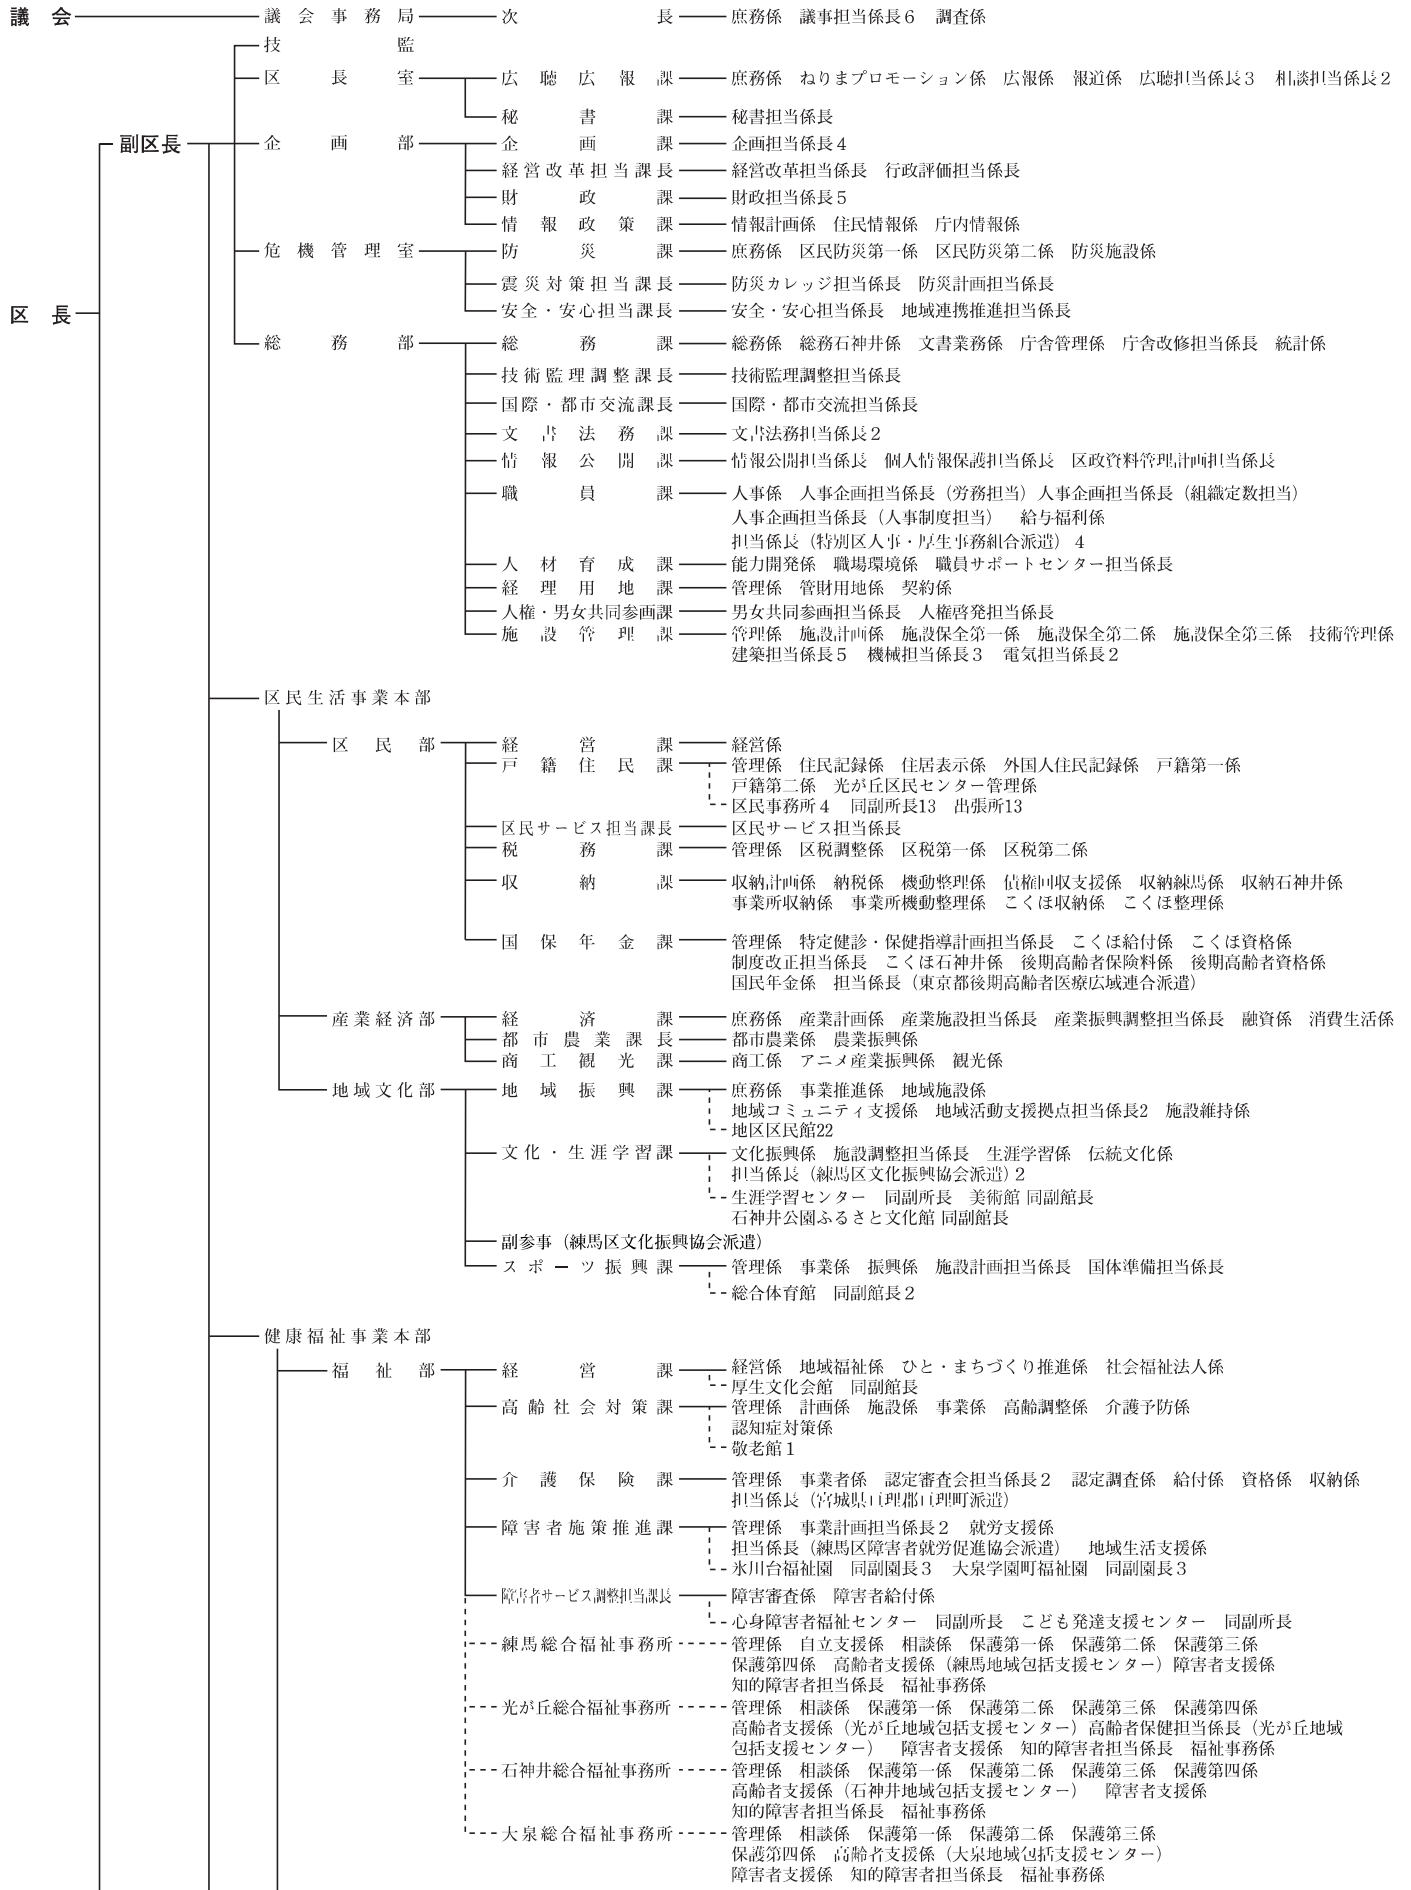 議会 議会事務局 次長 庶務係 議事担当係長6 調査係
技監
区長室 広聴広報課 庶務係 ねりまプロモーション係 広報係 報道係 広聴担当係長3 相談担当係長2
秘書課 秘書担当係長
副区長 企画部 企画課 企画担当係長4
経営改革担当課長 経営改革担当係長 行政評価担当係長
財政課 財政担当係長5
情報政策課 情報計画係 住民情報係 庁内情報係
危機管理室 防災課 庶務係 区民防災第一係 区民防災第二係 防災施設係
震災対策担当課長 防災カレッジ担当係長 防災計画担当係長
区長 安全・安心担当課長 安全・安心担当係長 地域連携推進担当係長
総務部 総務課 総務係 総務石神井係 文書業務係 庁舎管理係 庁舎改修担当係長 統計係
技術監理調整課長 技術監理調整担当係長
国際・都市交流課長 国際・都市交流担当係長
文書法務課 文書法務担当係長2
情報公開課 情報公開担当係長 個人情報保護担当係長 区政資料管理計画担当係長
職員課 人事係 人事企画担当係長（労務担当）人事企画担当係長（組織定数担当）
人事企画担当係長（人事制度担当） 給与福利係
担当係長（特別区人事・厚生事務組合派遣）4
人材育成課 能力開発係 職場環境係 職員サポートセンター担当係長
経理用地課 管理係 管財用地係 契約係
人権・男女共同参画課 男女共同参画担当係長 人権啓発担当係長
施設管理課 管理係 施設計画係 施設保全第一係 施設保全第二係 施設保全第三係 技術管理係
建築担当係長5 機械担当係長3 電気担当係長2
区民生活事業本部
区民部 経営課 経営係
戸籍住民課 管理係 住民記録係 住居表示係 外国人住民記録係 戸籍第一係
戸籍第二係 光が丘区民センター管理係
区民事務所4 同副所長13 出張所13
区民サービス担当課長 区民サービス担当係長
税務課 管理係 区税調整係 区税第一係 区税第二係
収納課 収納計画係 納税係 機動整理係 債権回収支援係 収納練馬係 収納石神井係
事業所収納係 事業所機動整理係 こくほ収納係 こくほ整理係
国保年金課 管理係 特定健診・保健指導計画担当係長 こくほ給付係 こくほ資格係
制度改正担当係長 こくほ石神井係 後期高齢者保険料係 後期高齢者資格係
国民年金係 担当係長（東京都後期高齢者医療広域連合派遣）
産業経済部 経済課 庶務係 産業計画係 産業施設担当係長 産業振興調整担当係長 融資係 消費生活係
都市農業課長 都市農業係 農業振興係
商工観光課 商工係 アニメ産業振興係 観光係
地域文化部 地域振興課 庶務係 事業推進係 地域施設係
地域コミュニティ支援係 地域活動支援拠点担当係長2 施設維持係
地区区民館22
文化・生涯学習課 文化振興係 施設調整担当係長 生涯学習係 伝統文化係
担当係長（練馬区文化振興協会派遣）2
生涯学習センター 同副所長 美術館 同副館長
石神井公園ふるさと文化館 同副館長
副参事（練馬区文化振興協会派遣）
スポーツ振興課 管理係 事業係 振興係 施設計画担当係長 国体準備担当係長
総合体育館 同副館長2
健康福祉事業本部
福祉部 経営課 経営係 地域福祉係 ひと・まちづくり推進係 社会福祉法人係
厚生文化会館 同副館長
高齢社会対策課 管理係 計画係 施設係 事業係 高齢調整係 介護予防係
認知症対策係
敬老館1
介護保険課 管理係 事業者係 認定審査会担当係長2 認定調査係 給付係 資格係 収納係
担当係長（宮城県亘理郡亘理町派遣）
障害者施策推進課 管理係 事業計画担当係長2 就労支援係
担当係長（練馬区障害者就労促進協会派遣） 地域生活支援係
氷川台福祉園 同副園長3 大泉学園町福祉園 同副園長3
障害者サービス調整担当課長 障害審査係 障害者給付係
心身障害者福祉センター 同副所長 こども発達支援センター 同副所長
練馬総合福祉事務所 管理係 自立支援係 相談係 保護第一係 保護第二係 保護第三係
保護第四係 高齢者支援係（練馬地域包括支援センター）障害者支援係
知的障害者担当係長 福祉事務係
光が丘総合福祉事務所 管理係 相談係 保護第一係 保護第二係 保護第三係 保護第四係
高齢者支援係（光が丘地域包括支援センター）高齢者保健担当係長（光が丘地域
包括支援センター） 障害者支援係 知的障害者担当係長 福祉事務係
石神井総合福祉事務所 管理係 相談係 保護第一係 保護第二係 保護第三係 保護第四係
高齢者支援係（石神井地域包括支援センター） 障害者支援係
知的障害者担当係長 福祉事務係
大泉総合福祉事務所 管理係 相談係 保護第一係 保護第二係 保護第三係
保護第四係 高齢者支援係（大泉地域包括支援センター）
障害者支援係 知的障害者担当係長 福祉事務係